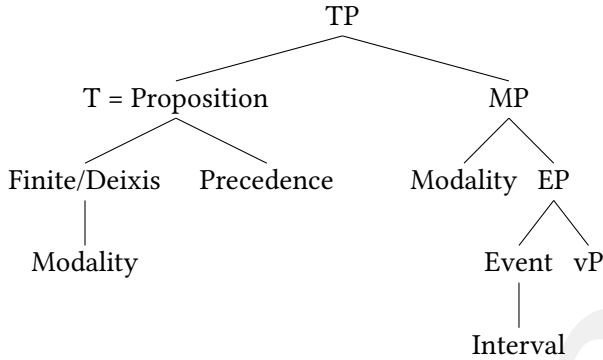 TP
T = Proposition MP
Finite/Deixis Precedence Modality EP
Modality Event vP
Interval